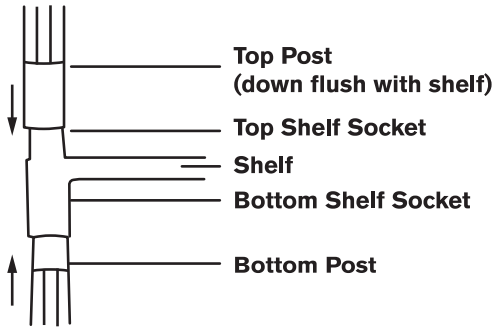 Top Post
(down flush with shelf)
Top Shelf Socket
Shelf
Bottom Shelf Socket
Bottom Post